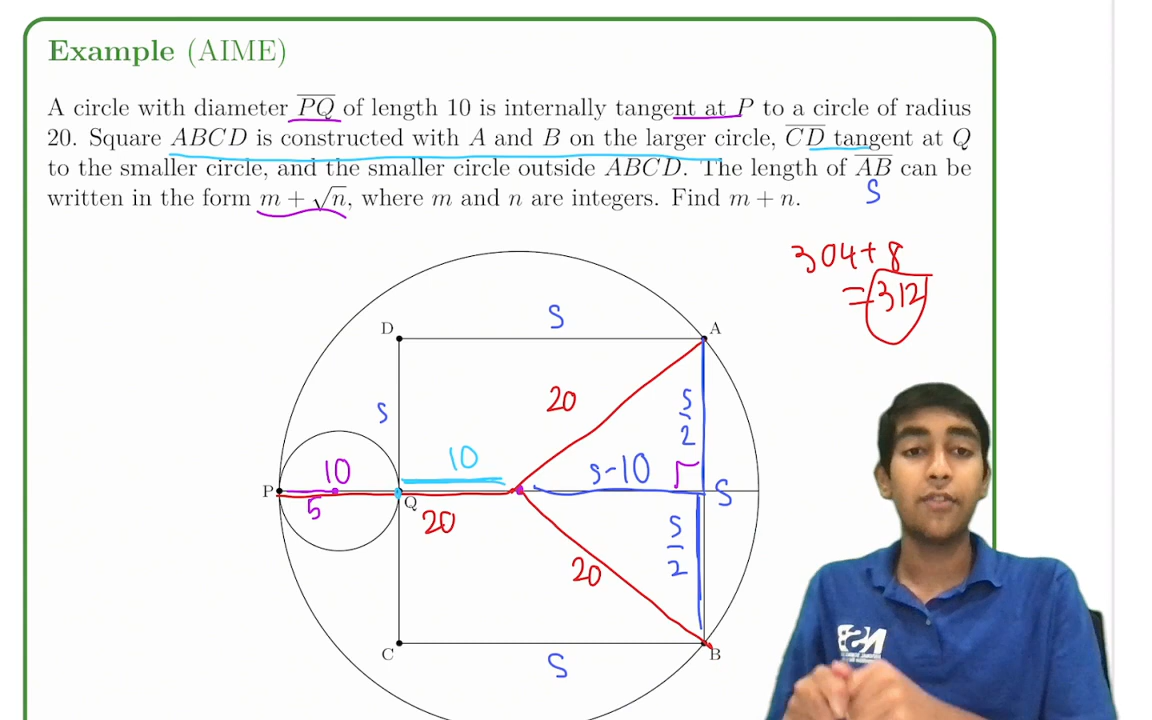 Example (AIME)
A circle with diameter PQ of length 10 is internally tangent at P to a circle of radius
20. Square ABCD is constructed with A and B on the larger circle, CD tangent at Q
to the smaller circle, and the smaller circle outside ABCD. The length of AB can be
written in the form m + √n, where m and n are integers. Find m + n.
S
304+8
=312
S
D
A
S
20
S/2
10
10
S-10
P
Q
S
5
20
S/2
20
C
B
S